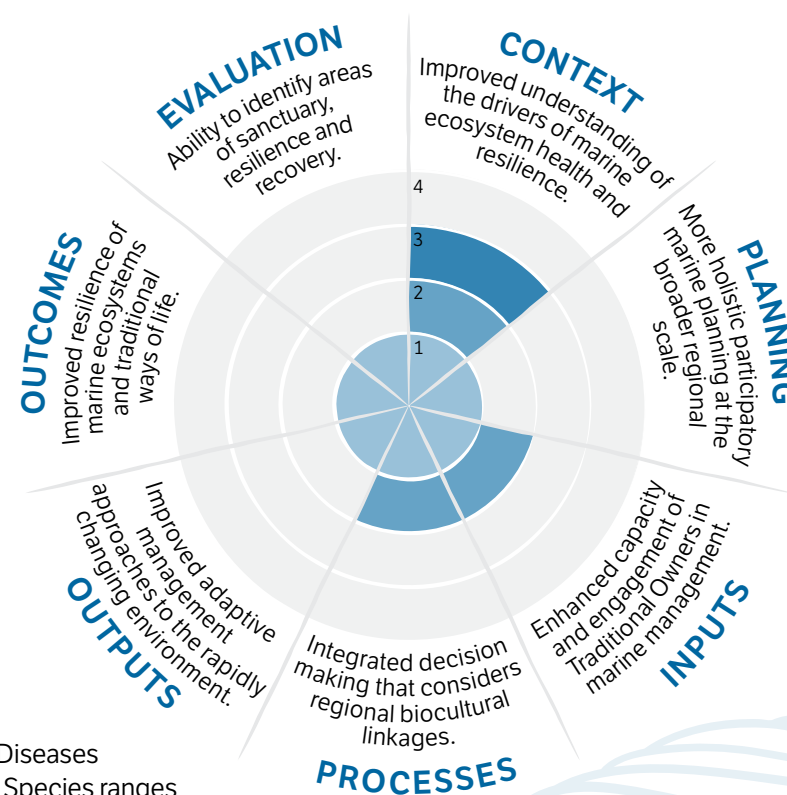 EVALUATION
Ability to identify areas
of sanctuary,
resilience and
recovery.
CONTEXT
Improved understanding of
the drivers of marine
ecosystem health and
resilience.
PLANNING
More holistic participatory
marine planning at the
broader regional
scale.
INPUTS
Enhanced capacity
and engagement of
Traditional Owners in
marine management.
PROCESSES
Integrated decision
making that considers
regional biocultural
linkages.
OUTPUTS
Improved adaptive
management
approaches to the rapidly
changing environment.
OUTCOMES
Improved resilience of
marine ecosystems
and traditional
ways of life.
4
3
2
1
Diseases
Species ranges